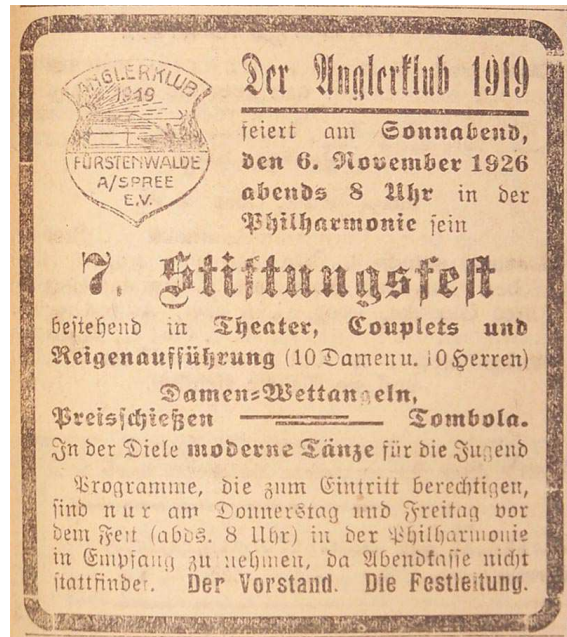 ANGLERKLUB
1919
FÜRSTENWALDE
A/SPREE
E.V.
Der Anglerklub 1919
feiert am Sonnabend,
den 6. November 1926
abends 8 Uhr in der
Philharmonie sein
7. Stiftungsfest
bestehend in Theater, Couplets und
Reigenaufführung (10 Damen u. 10 Herren)
Damen-Wettangeln,
Preisschießen Tombola.
In der Diele moderne Tänze für die Jugend
Programme, die zum Eintritt berechtigen,
sind nur am Donnerstag und Freitag vor
dem Fest (abds. 8 Uhr) in der Philharmonie
in Empfang zu nehmen, da Abendkasse nicht
stattfindet. Der Vorstand. Die Festleitung.